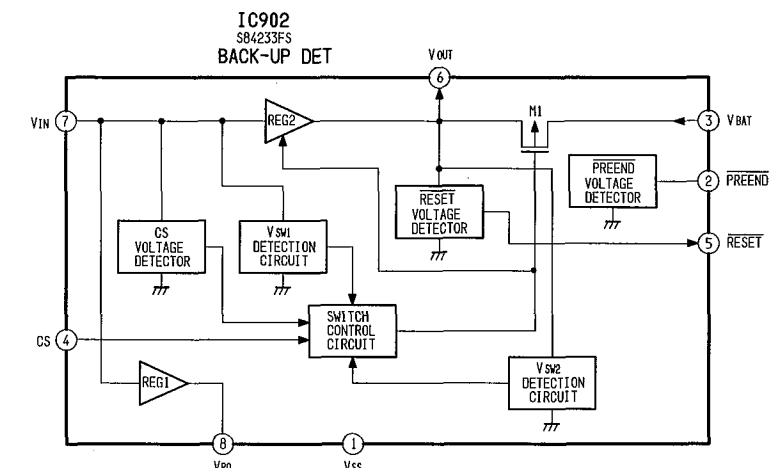 IC902
S84233FS
BACK-UP DET
VOUT
6
VIN 7
REG2
M1
3 VBAT
PREEND
VOLTAGE
DETECTOR
2 PREEND
RESET
VOLTAGE
DETECTOR
5 RESET
CS
VOLTAGE
DETECTOR
VSW1
DETECTION
CIRCUIT
SWITCH
CONTROL
CIRCUIT
CS 4
REG1
VSW2
DETECTION
CIRCUIT
8
1
VRO
VSS